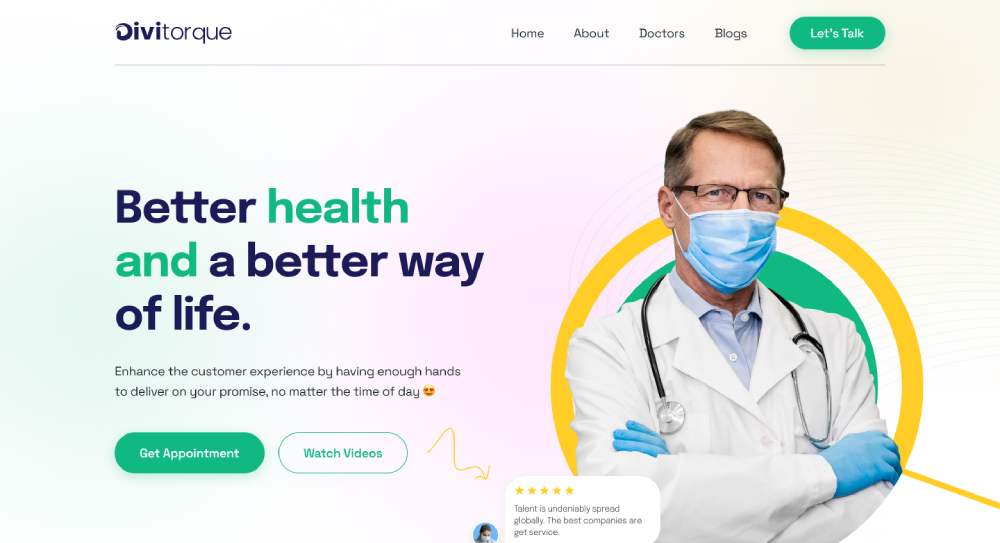 Divitorque
Home About Doctors Blogs Let's Talk
Better health
and a better way
of life.
Enhance the customer experience by having enough hands
to deliver on your promise, no matter the time of day 😍
Get Appointment Watch Videos
Talent is undeniably spread
globally. The best companies are
get service.